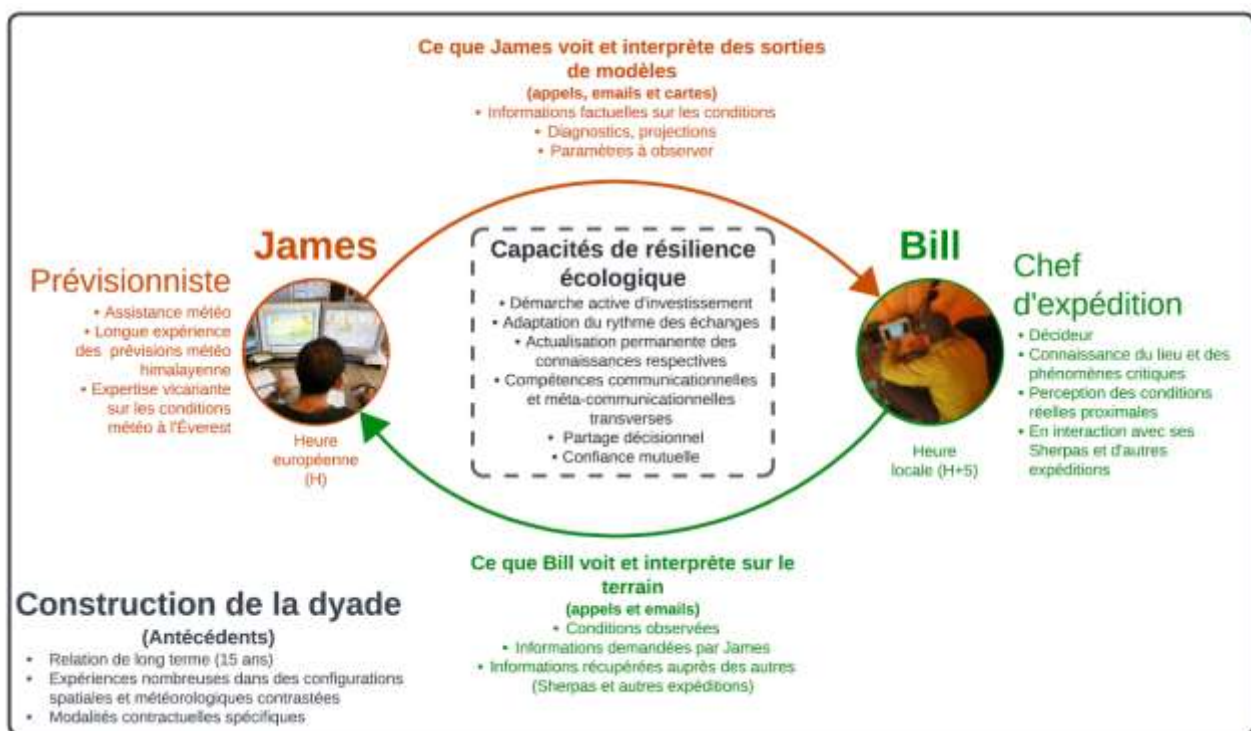 Ce que James voit et interprète des sorties
de modèles
(appels, emails et cartes)
• Informations factuelles sur les conditions
• Diagnostics, projections
• Paramètres à observer
James
Prévisionniste
• Assistance météo
• Longue expérience
des prévisions météo
himalayenne
• Expertise vicariante
sur les conditions
météo à l'Éverest
Heure
européenne
(H)
Capacités de résilience
écologique
• Démarche active d'investissement
• Adaptation du rythme des échanges
• Actualisation permanente des
connaissances respectives
• Compétences communicationnelles
et méta-communicationnelles
transverses
• Partage décisionnel
• Confiance mutuelle
Bill
Chef
d'expédition
• Décideur
• Connaissance du lieu et des
phénomènes critiques
• Perception des conditions
réelles proximales
• En interaction avec ses
Sherpas et d'autres
expéditions
Heure
locale (H+5)
Ce que Bill voit et interprête sur le
terrain
(appels et emails)
• Conditions observées
• Informations demandées par James
• Informations récupérées auprès des autres
(Sherpas et autres expéditions)
Construction de la dyade
(Antécédents)
• Relation de long terme (15 ans)
• Expériences nombreuses dans des configurations
spatiales et météorologiques contrastées
• Modalités contractuelles spécifiques